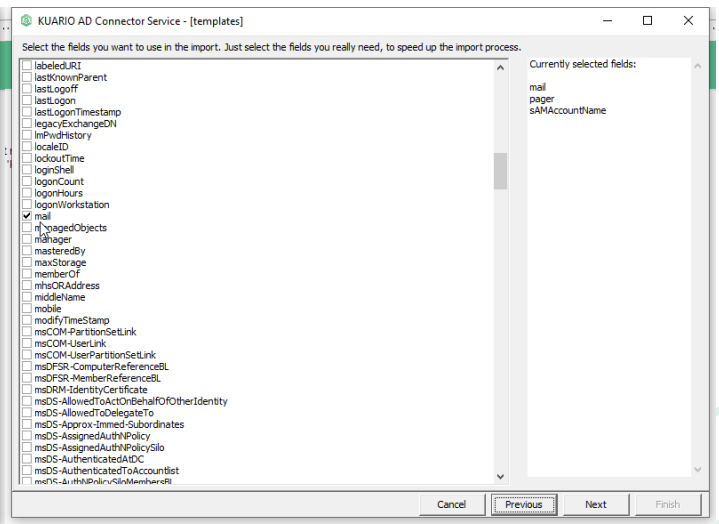 KUARIO AD Connector Service - [templates]
Select the fields you want to use in the import. Just select the fields you really need, to speed up the import process.
labeledURI
lastKnownParent
lastLogoff
lastLogon
lastLogonTimestamp
legacyExchangeDN
lmPwdHistory
localeID
lockoutTime
loginShell
logonCount
logonHours
logonWorkstation
mail
managedObjects
manager
masteredBy
maxStorage
memberOf
mhsORAddress
middleName
mobile
modifyTimeStamp
msCOM-PartitionSetLink
msCOM-UserLink
msCOM-UserPartitionSetLink
msDFSR-ComputerReferenceBL
msDFSR-MemberReferenceBL
msDRM-IdentityCertificate
msDS-AllowedToActOnBehalfOfOtherIdentity
msDS-AllowedToDelegateTo
msDS-Approx-Immed-Subordinates
msDS-AssignedAuthNPolicy
msDS-AssignedAuthNPolicySilo
msDS-AuthenticatedAtDC
msDS-AuthenticatedToAccountlist
msDS-AuthNPolicySiloMembersBL
Currently selected fields:
mail
pager
sAMAccountName
Cancel
Previous
Next
Finish